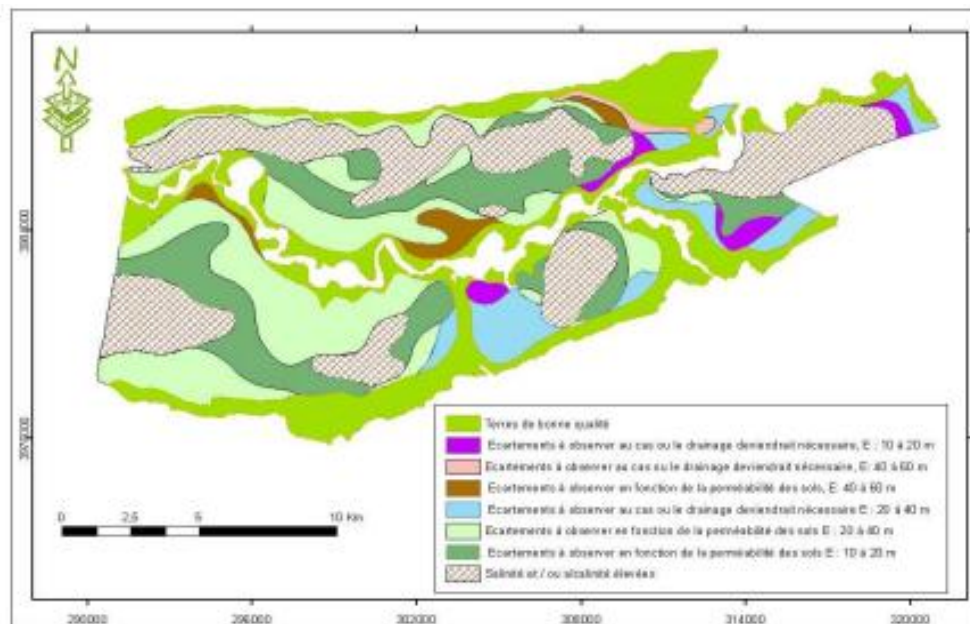 N
3984000
Terres de bonne qualité
Ecartements à observer au cas ou le drainage deviendrait nécessaire, E : 10 à 20 m
Ecartements à observer au cas ou le drainage deviendrait nécessaire, E: 40 à 60 m
Ecartements à observer en fonction de la perméabilité des sols, E: 40 à 60 m
Ecartements à observer au cas ou le drainage deviendrait nécessaire E : 20 à 40 m
Ecartements à observer en fonction de la perméabilité des sols E : 20 à 40 m
Ecartements à observer en fonction de la perméabilité des sols E : 10 à 20 m
Salinité et / ou alcalinité élevées
0 2,5 5 10 Km
290000 296000 302000 308000 314000 320000